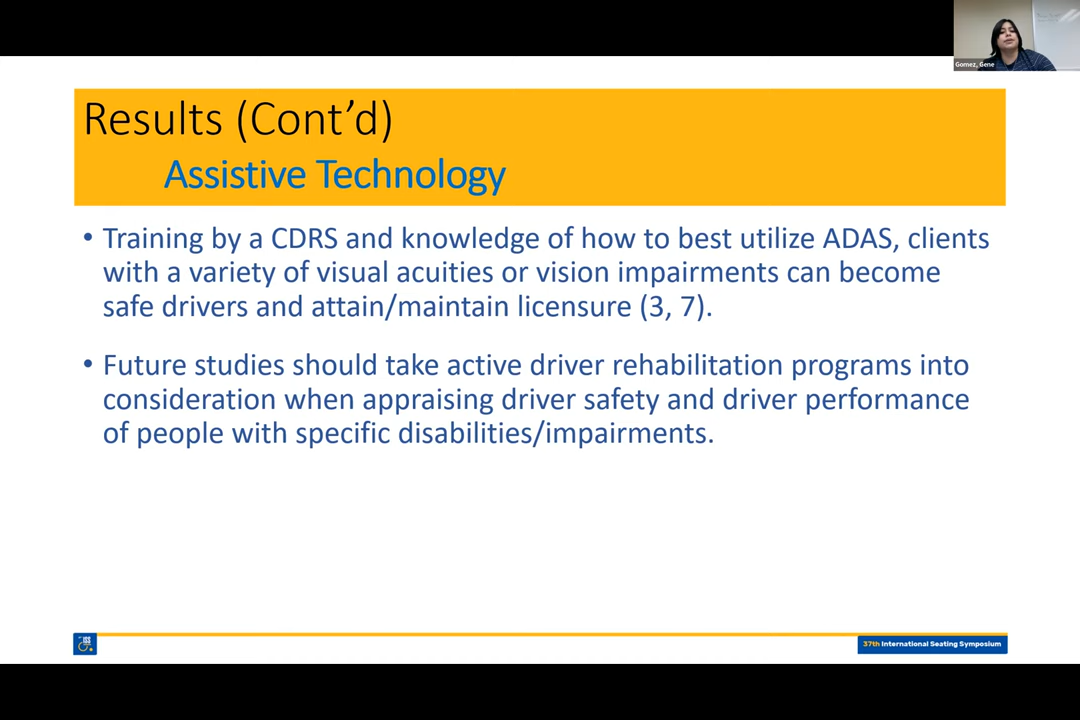 Gomez, Gene
Results (Cont’d)
Assistive Technology
• Training by a CDRS and knowledge of how to best utilize ADAS, clients
with a variety of visual acuities or vision impairments can become
safe drivers and attain/maintain licensure (3, 7).
• Future studies should take active driver rehabilitation programs into
consideration when appraising driver safety and driver performance
of people with specific disabilities/impairments.
ISS
37th International Seating Symposium